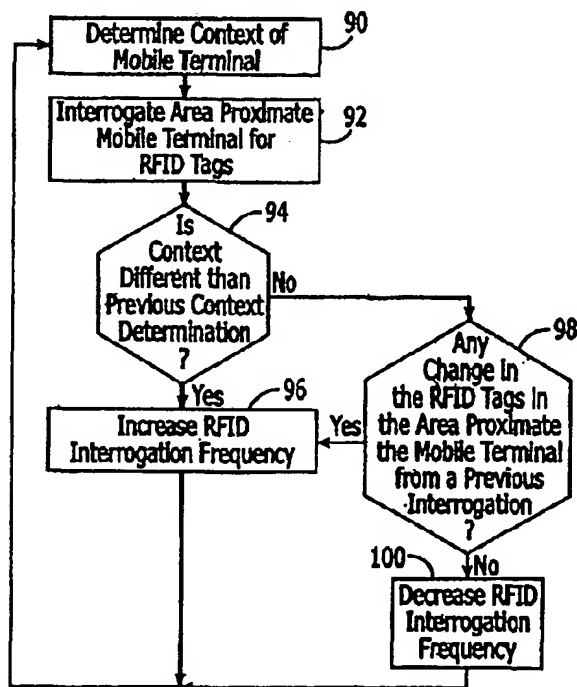 Determine Context of
Mobile Terminal
90
Interrogate Area Proximate
Mobile Terminal for
RFID Tags
92
Is
Context
Different than
Previous Context
Determination
?
94
No
Yes
Any
Change in
the RFID Tags in
the Area Proximate
the Mobile Terminal
from a Previous
Interrogation
?
98
Yes
Increase RFID
Interrogation Frequency
96
No
100
Decrease RFID
Interrogation
Frequency